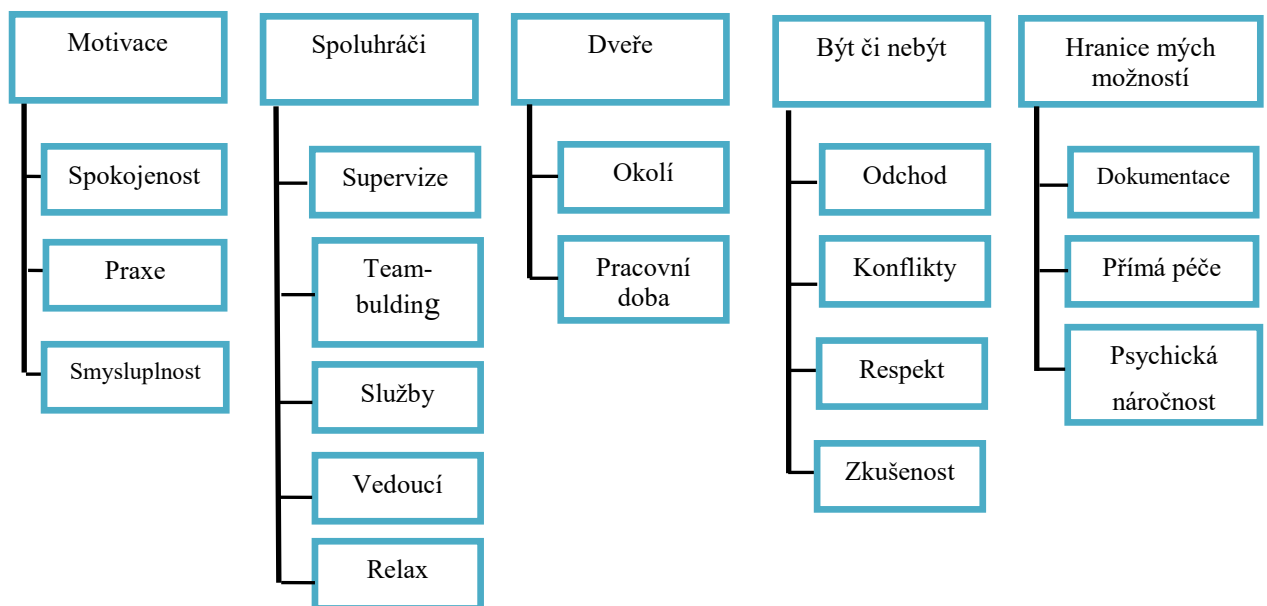 Motivace
Spokojenost
Praxe
Smysluplnost
Spoluhráči
Supervize
Team-
bulding
Služby
Vedoucí
Relax
Dveře
Okolí
Pracovní
doba
Být či nebýt
Odchod
Konflikty
Respekt
Zkušenost
Hranice mých
možností
Dokumentace
Přímá péče
Psychická
náročnost